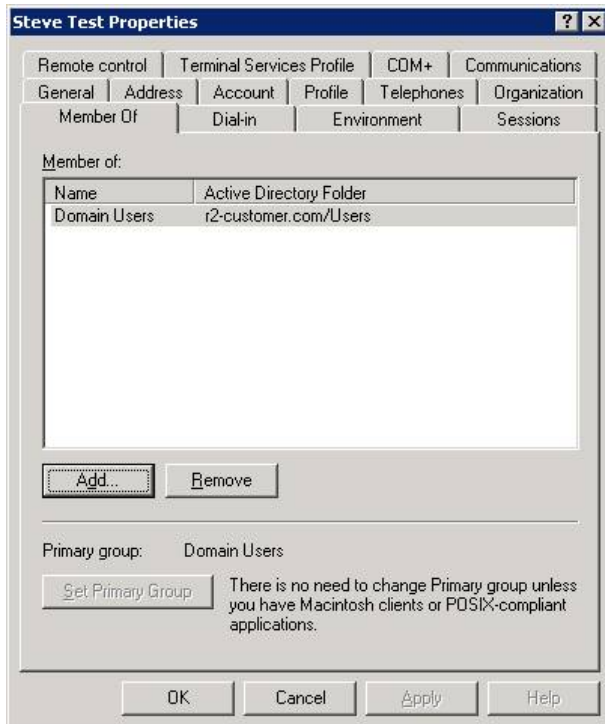 Steve Test Properties
Remote control Terminal Services Profile COM+ Communications
General Address Account Profile Telephones Organization
Member Of Dial-in Environment Sessions
Member of:
Name Active Directory Folder
Domain Users r2-customer.com/Users
Add... Remove
Primary group: Domain Users
Set Primary Group
There is no need to change Primary group unless
you have Macintosh clients or POSIX-compliant
applications.
OK Cancel Apply Help